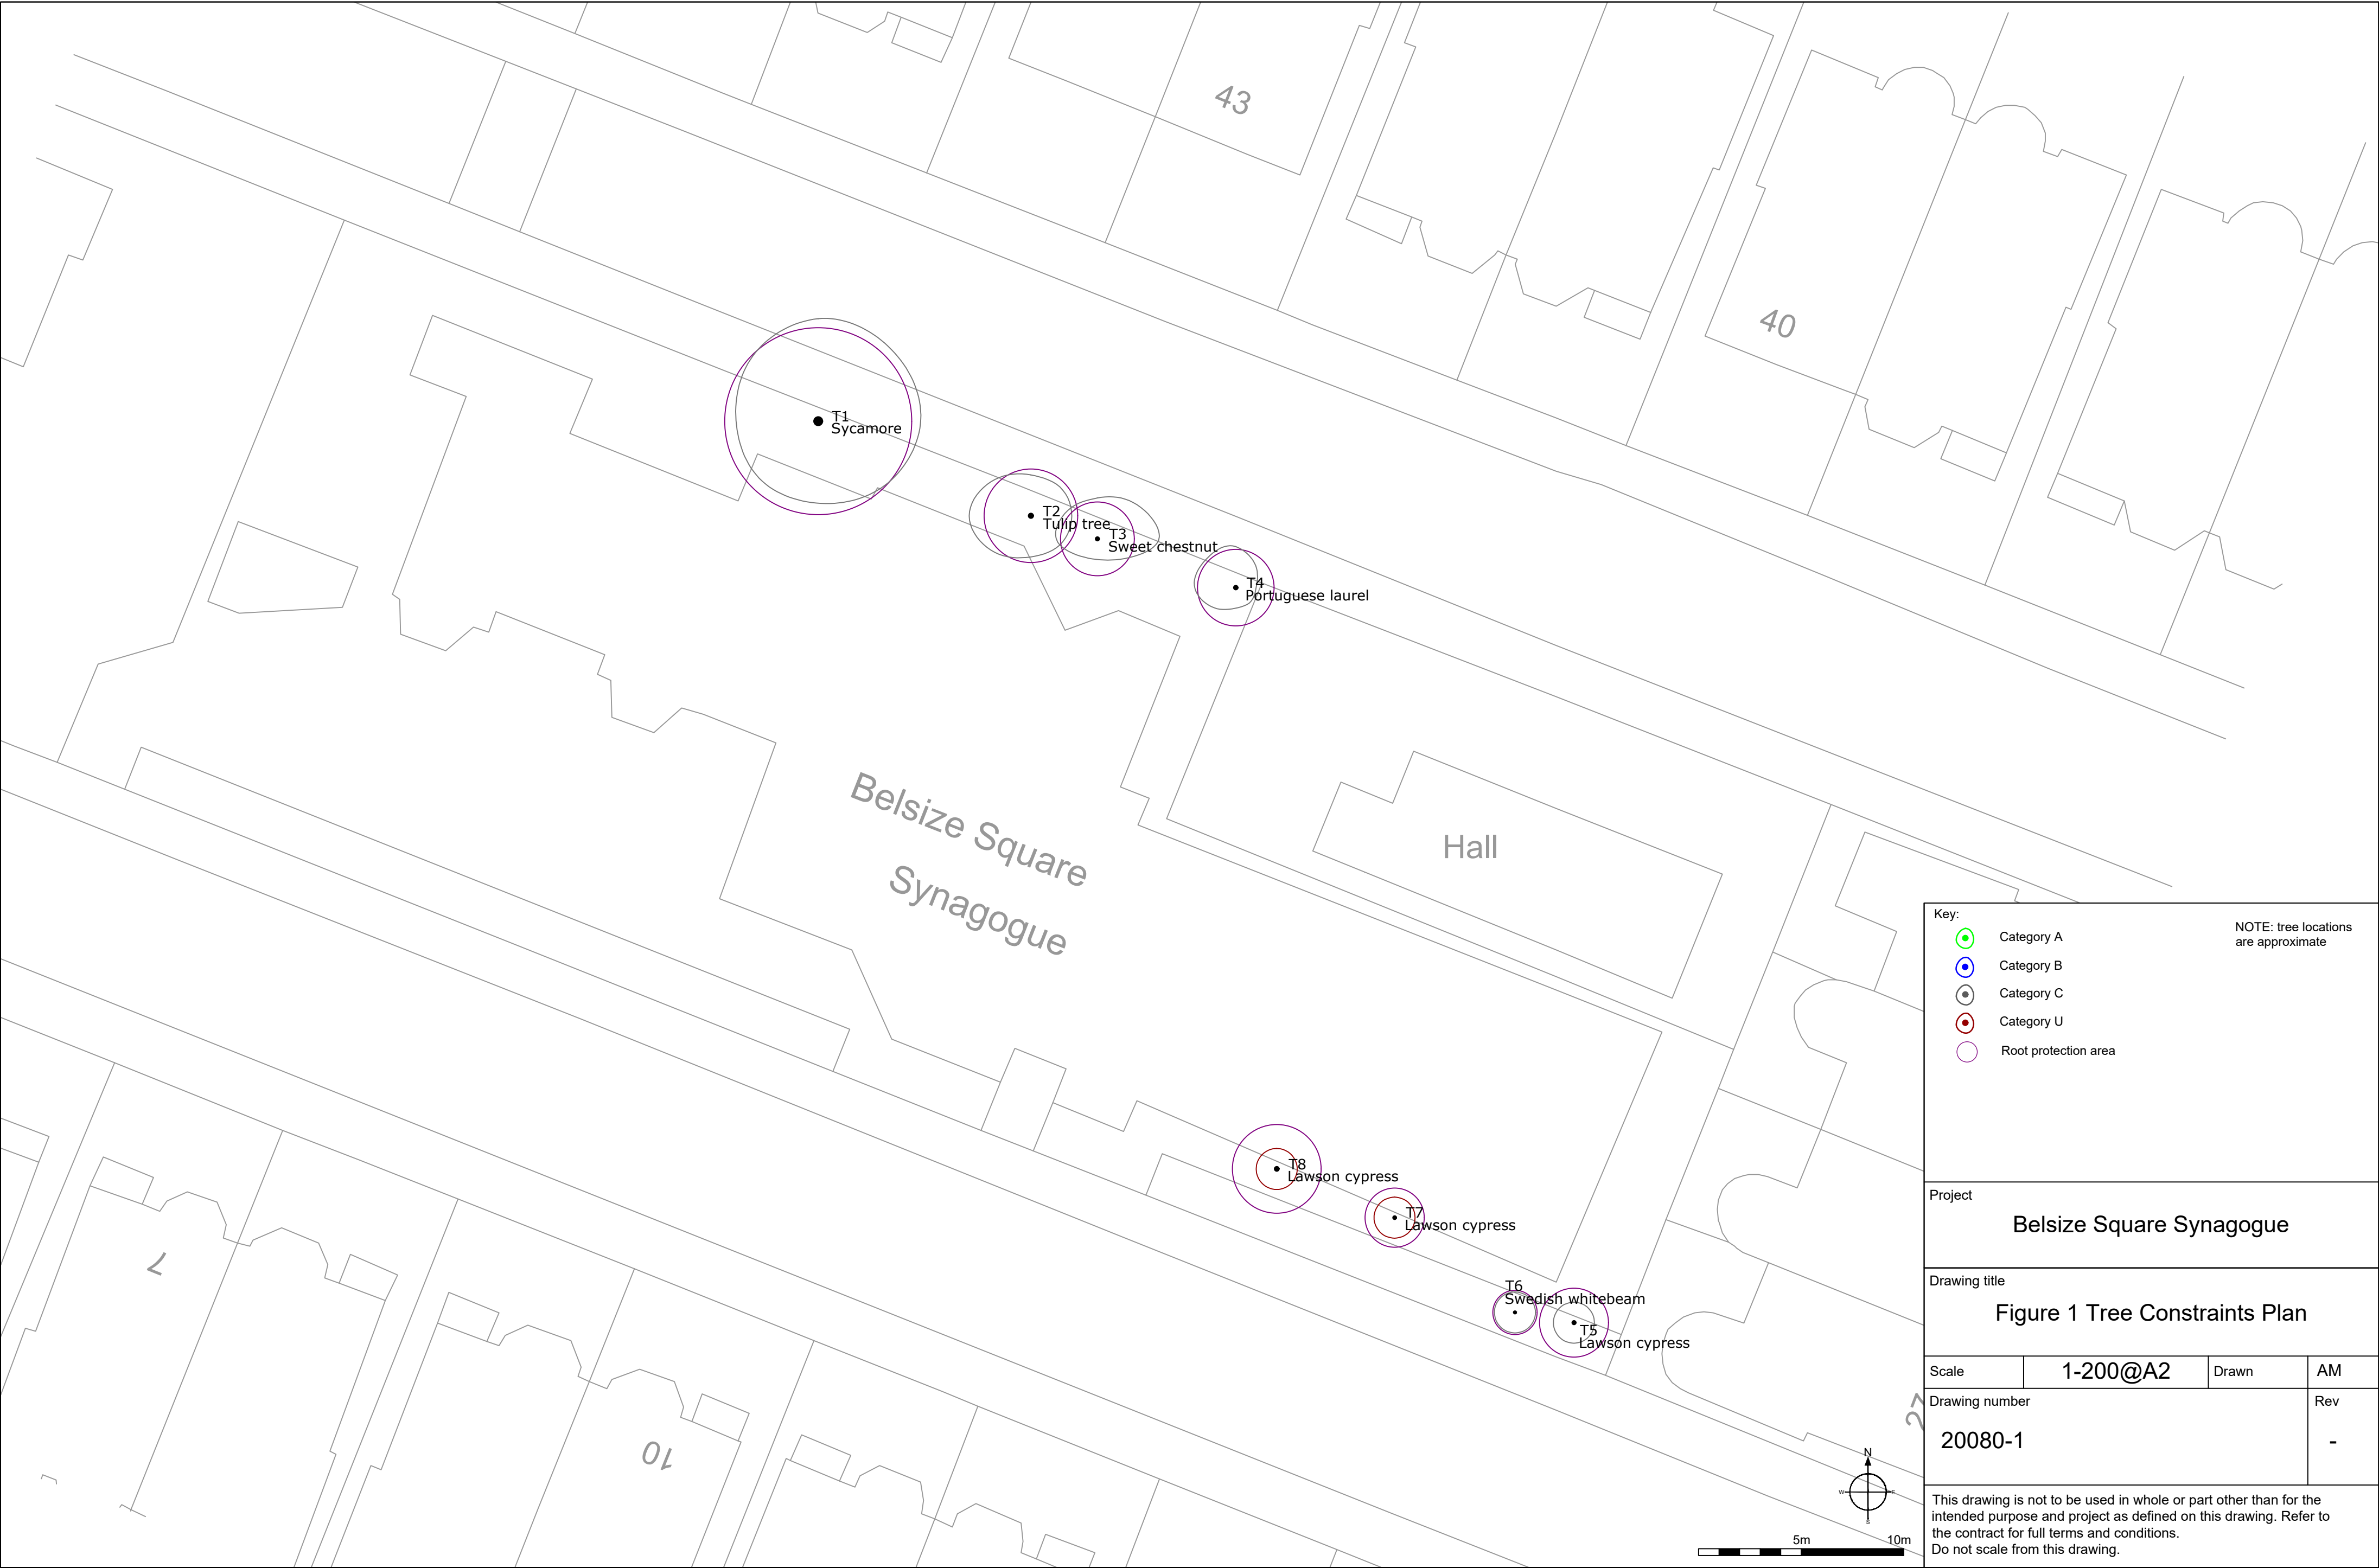 43
40
T1
Sycamore
T2
Tulip tree
T3
Sweet chestnut
T4
Portuguese laurel
Belsize Square
Synagogue
Hall
T8
Lawson cypress
T7
Lawson cypress
T6
Swedish whitebeam
T5
Lawson cypress
7
10
27
N
W
E
S
5m
10m
Key:
NOTE: tree locations
are approximate
Category A
Category B
Category C
Category U
Root protection area
Project
Belsize Square Synagogue
Drawing title
Figure 1 Tree Constraints Plan
Scale
1-200@A2
Drawn
AM
Drawing number
Rev
20080-1
-
This drawing is not to be used in whole or part other than for the
intended purpose and project as defined on this drawing. Refer to
the contract for full terms and conditions.
Do not scale from this drawing.